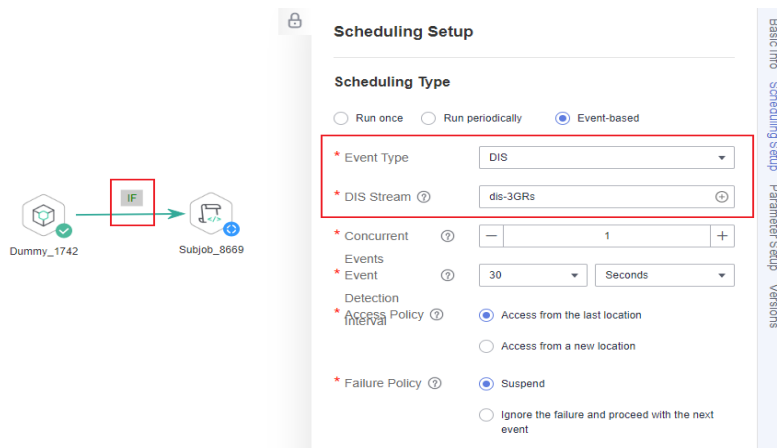 Scheduling Setup
Scheduling Type
Run once Run periodically Event-based
* Event Type DIS
* DIS Stream ? dis-3GRs
* Concurrent Events ? 1
* Event Detection Interval ? 30 Seconds
* Access Policy ? Access from the last location
Access from a new location
* Failure Policy ? Suspend
Ignore the failure and proceed with the next
event
IF
Dummy_1742
Subjob_8669
Basic Info
Scheduling Setup
Parameter Setup
Versions